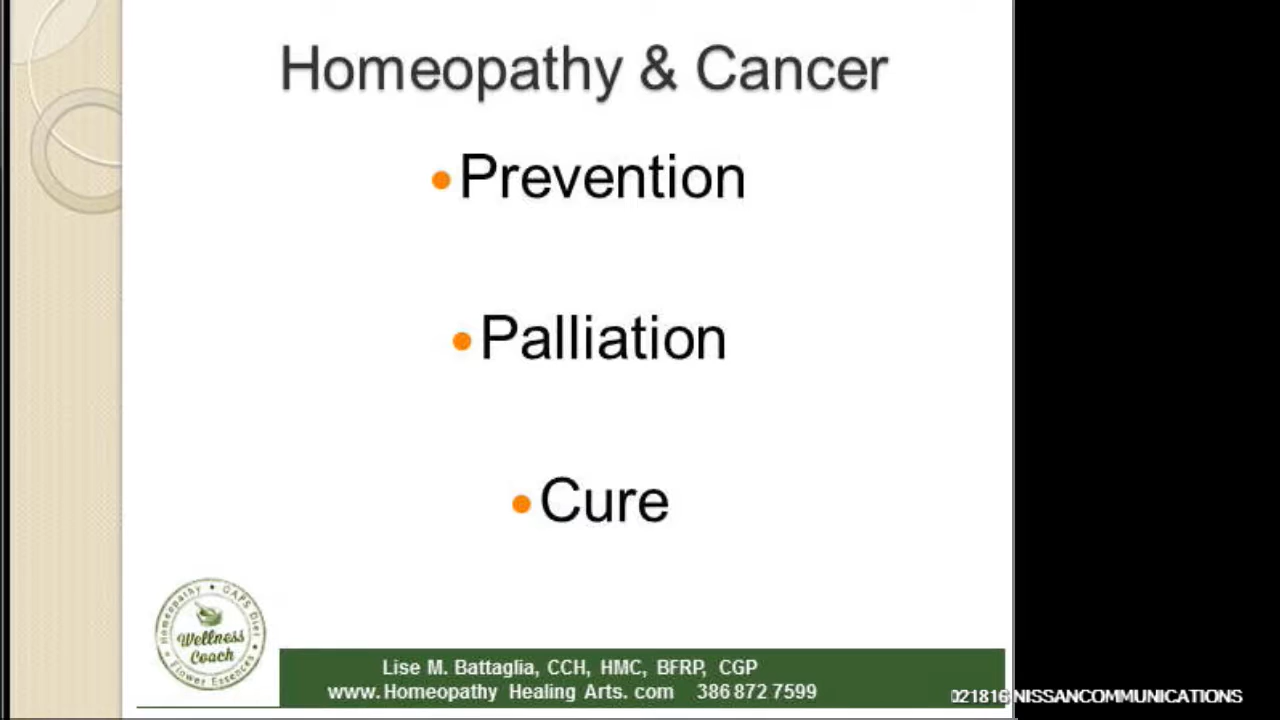 Homeopathy & Cancer
• Prevention
• Palliation
• Cure
Homeopathy • GAPS Diet • Flower Essences •
Wellness
Coach
Lise M. Battaglia, CCH, HMC, BFRP, CGP
www. Homeopathy Healing Arts. com 386 872 7599
021816 NISSANCOMMUNICATIONS